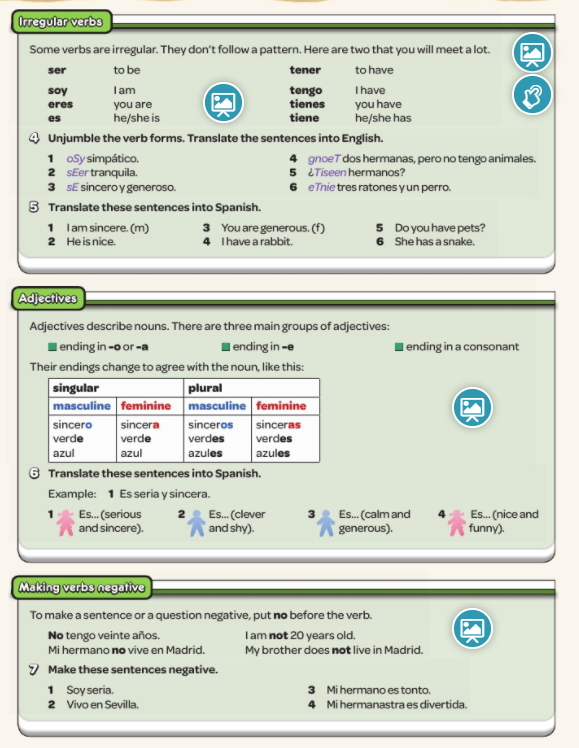 Irregular verbs
Some verbs are irregular. They don't follow a pattern. Here are two that you will meet a lot.
ser to be tener to have
soy I am tengo I have
eres you are tienes you have
es he/she is tiene he/she has
4 Unjumble the verb forms. Translate the sentences into English.
1 oSy simpático.
2 sEer tranquila.
3 sE sincero y generoso.
4 gnoeT dos hermanas, pero no tengo animales.
5 ¿Tiseen hermanos?
6 eTnie tres ratones y un perro.
5 Translate these sentences into Spanish.
1 I am sincere. (m)
2 He is nice.
3 You are generous. (f)
4 I have a rabbit.
5 Do you have pets?
6 She has a snake.
Adjectives
Adjectives describe nouns. There are three main groups of adjectives:
ending in -o or -a ending in -e ending in a consonant
Their endings change to agree with the noun, like this:
singular plural
masculine feminine masculine feminine
sincero sincera sinceros sinceras
verde verde verdes verdes
azul azul azules azules
6 Translate these sentences into Spanish.
Example: 1 Es seria y sincera.
1 Es... (serious
and sincere).
2 Es... (clever
and shy).
3 Es... (calm and
generous).
4 Es... (nice and
funny).
Making verbs negative
To make a sentence or a question negative, put no before the verb.
No tengo veinte años. I am not 20 years old.
Mi hermano no vive en Madrid. My brother does not live in Madrid.
7 Make these sentences negative.
1 Soy seria.
2 Vivo en Sevilla.
3 Mi hermano es tonto.
4 Mi hermanastra es divertida.